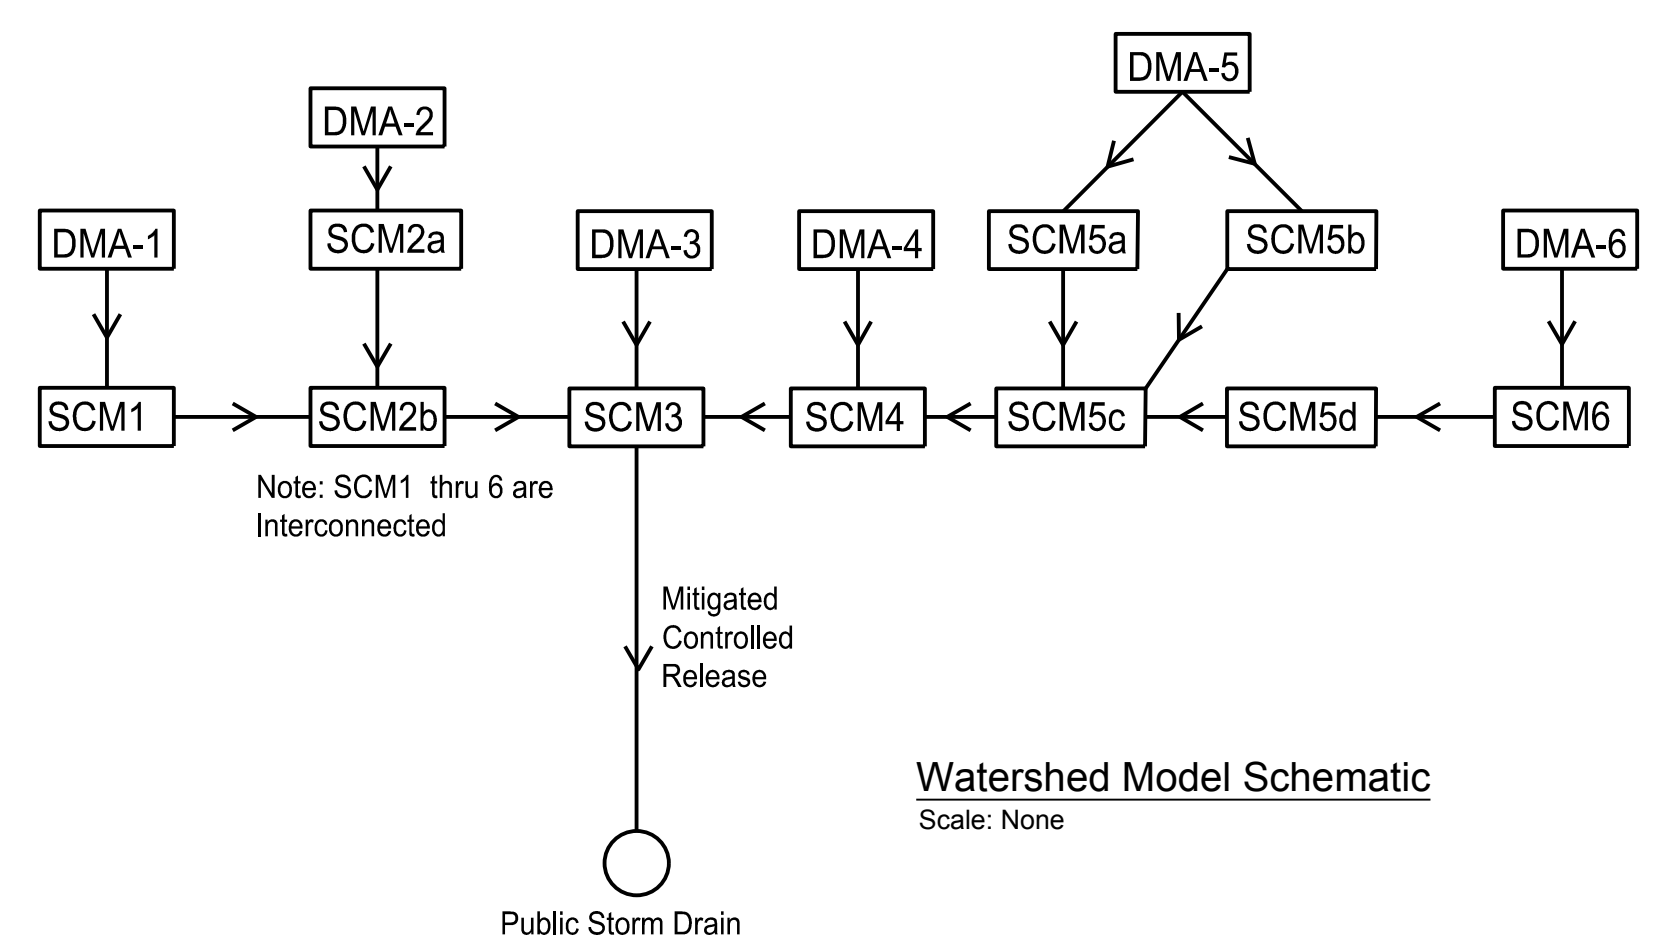 DMA-5
DMA-2
DMA-1
SCM2a
DMA-3
DMA-4
SCM5a
SCM5b
DMA-6
SCM1
SCM2b
SCM3
SCM4
SCM5c
SCM5d
SCM6
Note: SCM1 thru 6 are
Interconnected
Mitigated
Controlled
Release
Watershed Model Schematic
Scale: None
Public Storm Drain